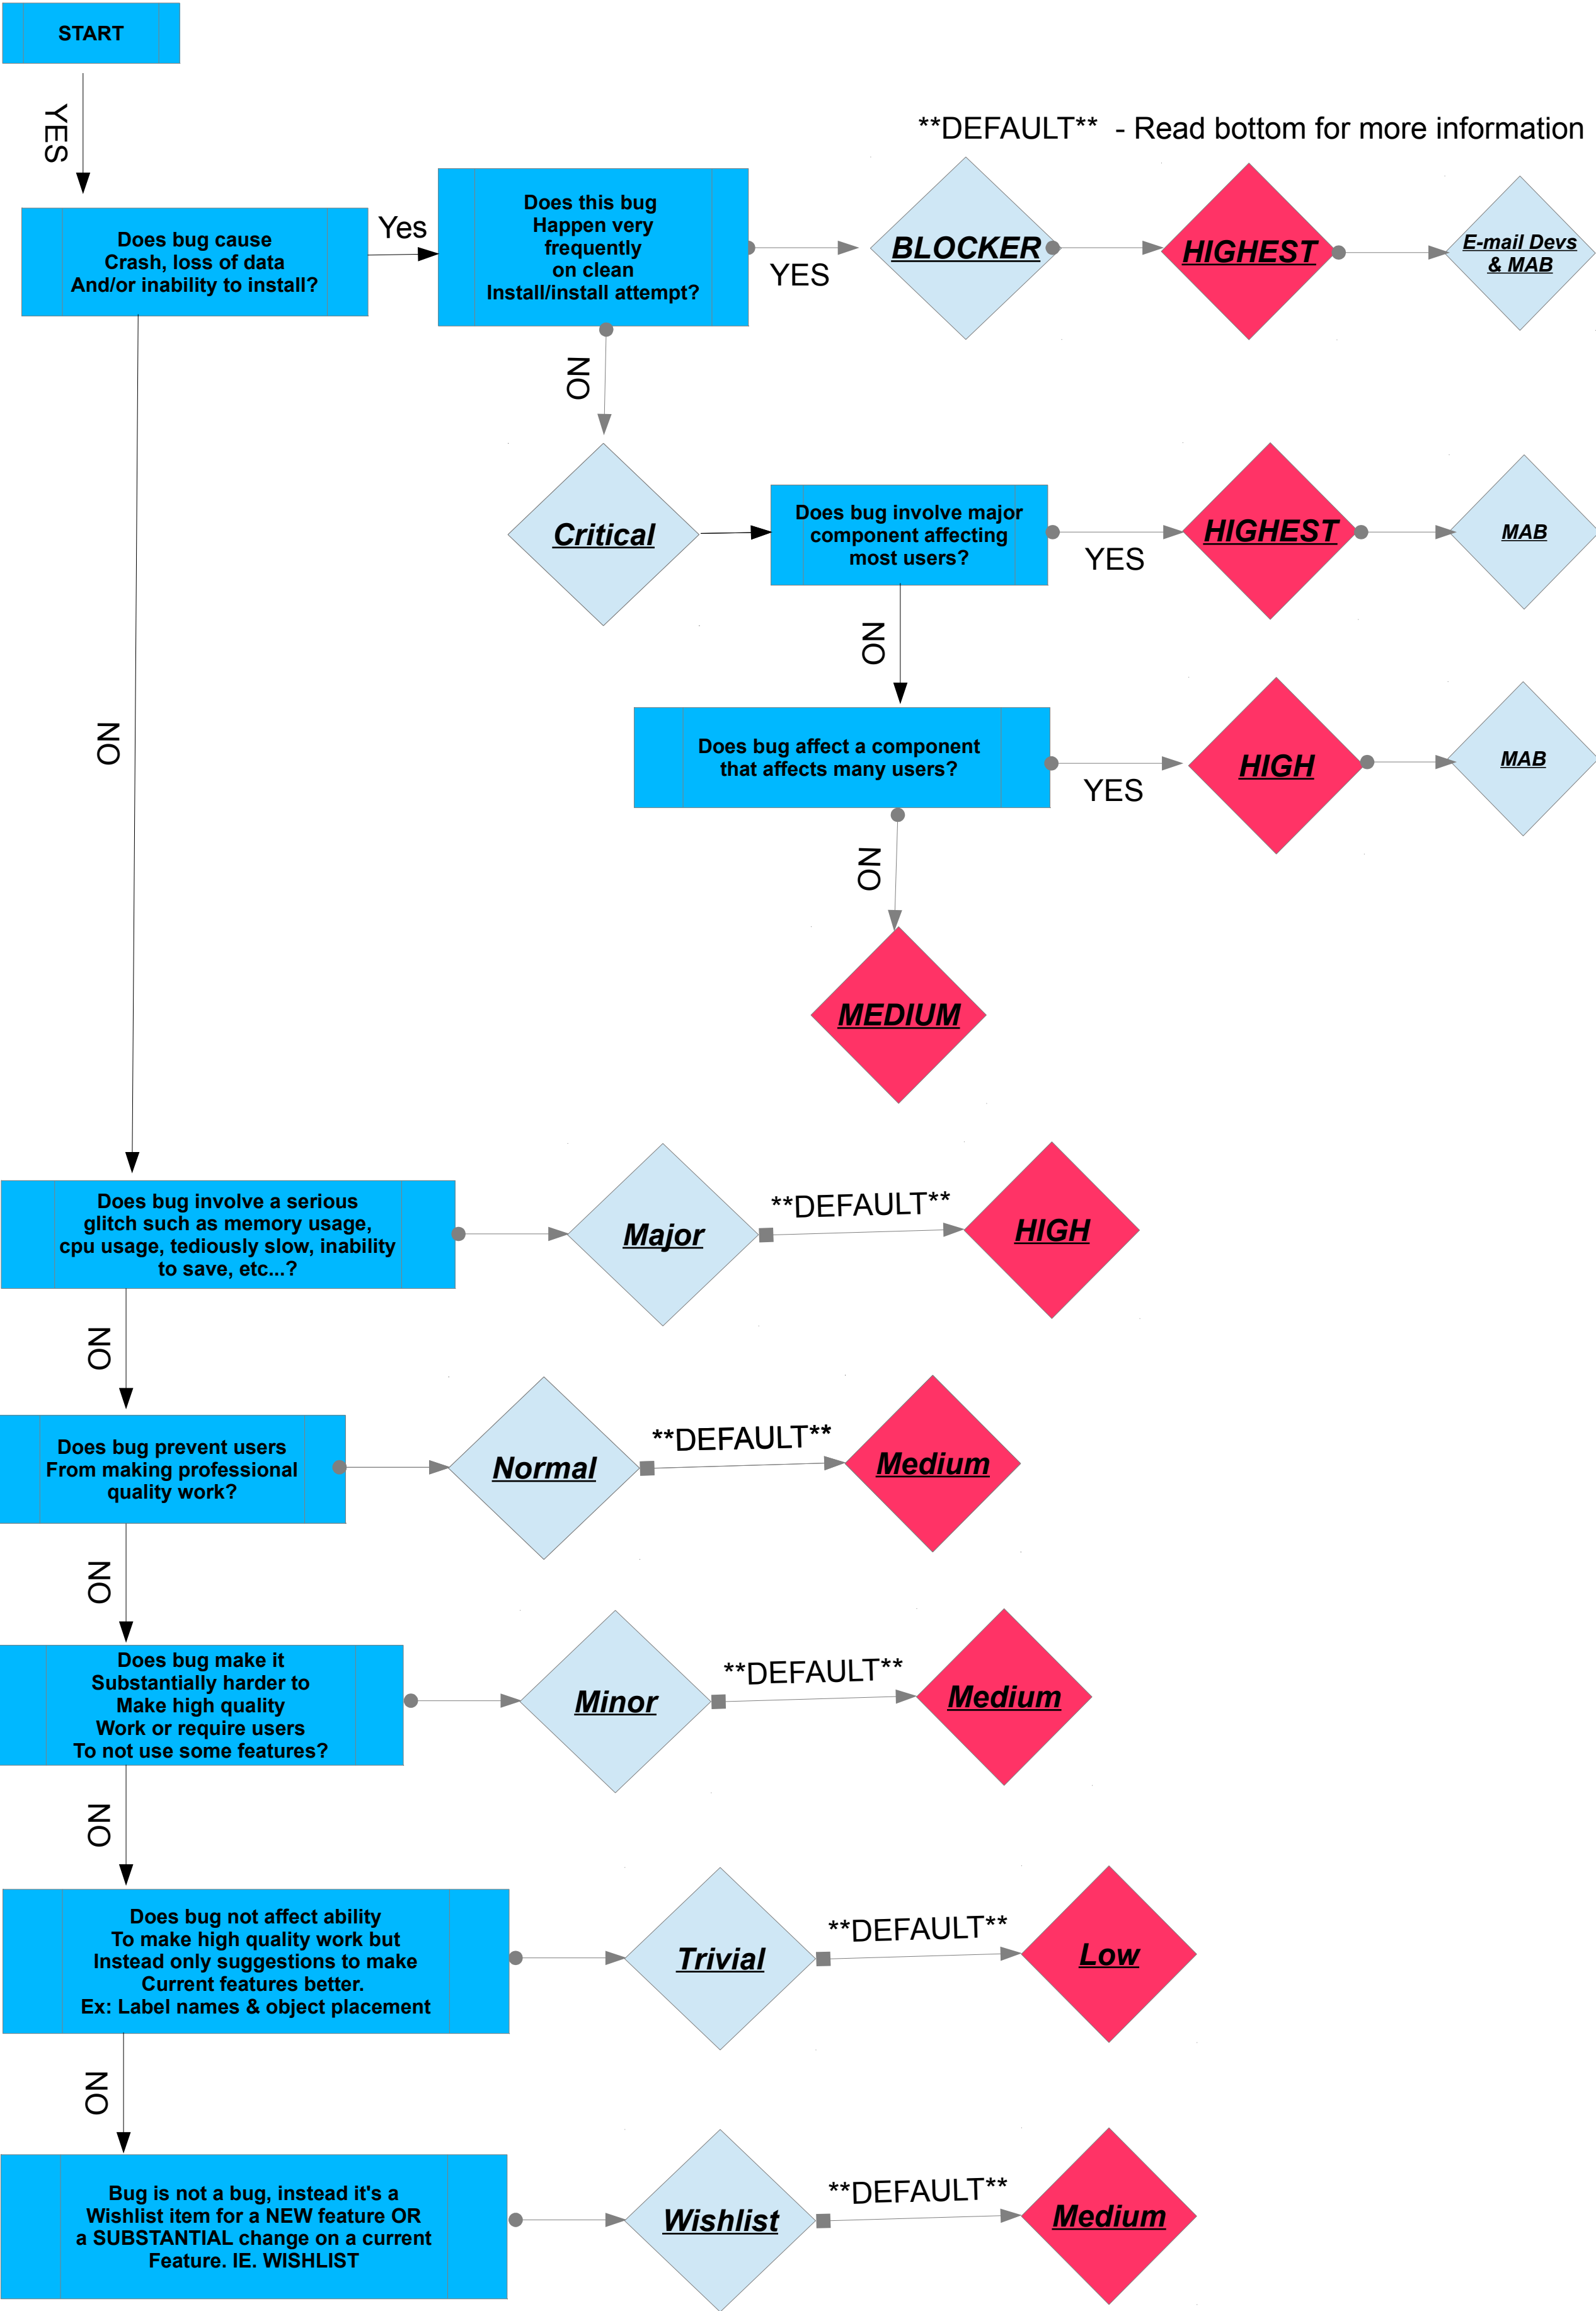 START
YES
**DEFAULT**  - Read bottom for more information
Does bug cause
Crash, loss of data
And/or inability to install?
Yes
Does this bug
Happen very
frequently
on clean
Install/install attempt?
YES
BLOCKER
HIGHEST
E-mail Devs
& MAB
NO
Critical
Does bug involve major
component affecting
most users?
YES
HIGHEST
MAB
NO
Does bug affect a component
that affects many users?
YES
HIGH
MAB
NO
MEDIUM
NO
Does bug involve a serious
glitch such as memory usage,
cpu usage, tediously slow, inability
to save, etc...?
Major
**DEFAULT**
HIGH
NO
Does bug prevent users
From making professional
quality work?
Normal
**DEFAULT**
Medium
NO
Does bug make it
Substantially harder to
Make high quality
Work or require users
To not use some features?
Minor
**DEFAULT**
Medium
NO
Does bug not affect ability
To make high quality work but
Instead only suggestions to make
Current features better.
Ex: Label names & object placement
Trivial
**DEFAULT**
Low
NO
Bug is not a bug, instead it's a
Wishlist item for a NEW feature OR
a SUBSTANTIAL change on a current
Feature. IE. WISHLIST
Wishlist
**DEFAULT**
Medium